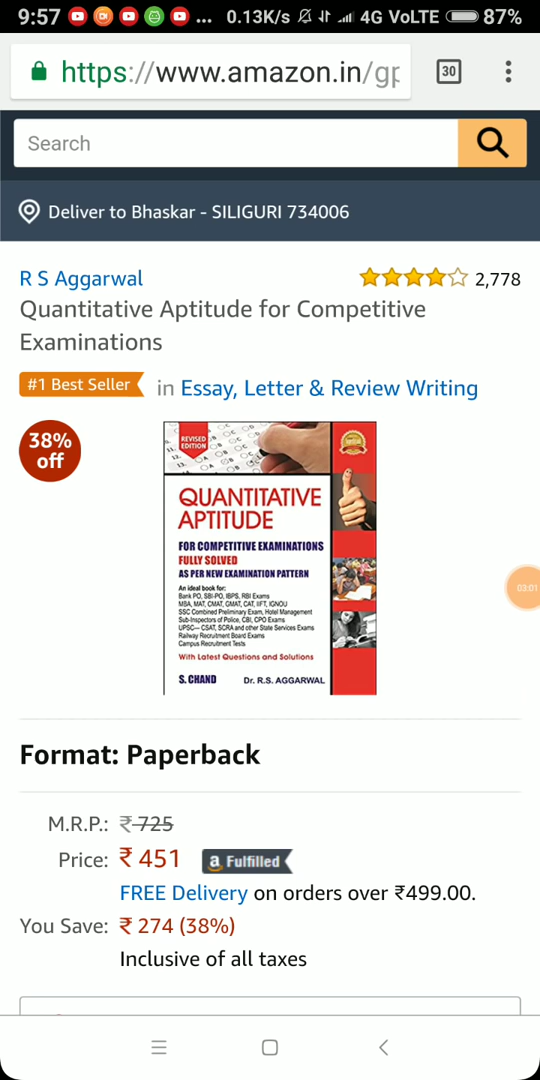 9:57 ... 0.13K/s 4G VoLTE 87%
https://www.amazon.in/gp
30
Search
Deliver to Bhaskar - SILIGURI 734006
R S Aggarwal 2,778
Quantitative Aptitude for Competitive
Examinations
#1 Best Seller in Essay, Letter & Review Writing
38%
off
REVISED
EDITION
QUANTITATIVE
APTITUDE
FOR COMPETITIVE EXAMINATIONS
FULLY SOLVED
AS PER NEW EXAMINATION PATTERN
An ideal book for:
Bank PO, SBI-PO, IBPS, RBI Exams
MBA, MAT, CMAT, GMAT, CAT, IIFT, IGNOU
SSC Combined Preliminary Exam, Hotel Management
Sub-Inspectors of Police, CBI, CPO Exams
UPSC— CSAT, SCRA and other State Services Exams
Railway Recruitment Board Exams
Campus Recruitment Tests
With Latest Questions and Solutions
S. CHAND Dr. R.S. AGGARWAL
03:01
Format: Paperback
M.R.P.: ₹ 725
Price: ₹ 451 a Fulfilled
FREE Delivery on orders over ₹499.00.
You Save: ₹ 274 (38%)
Inclusive of all taxes